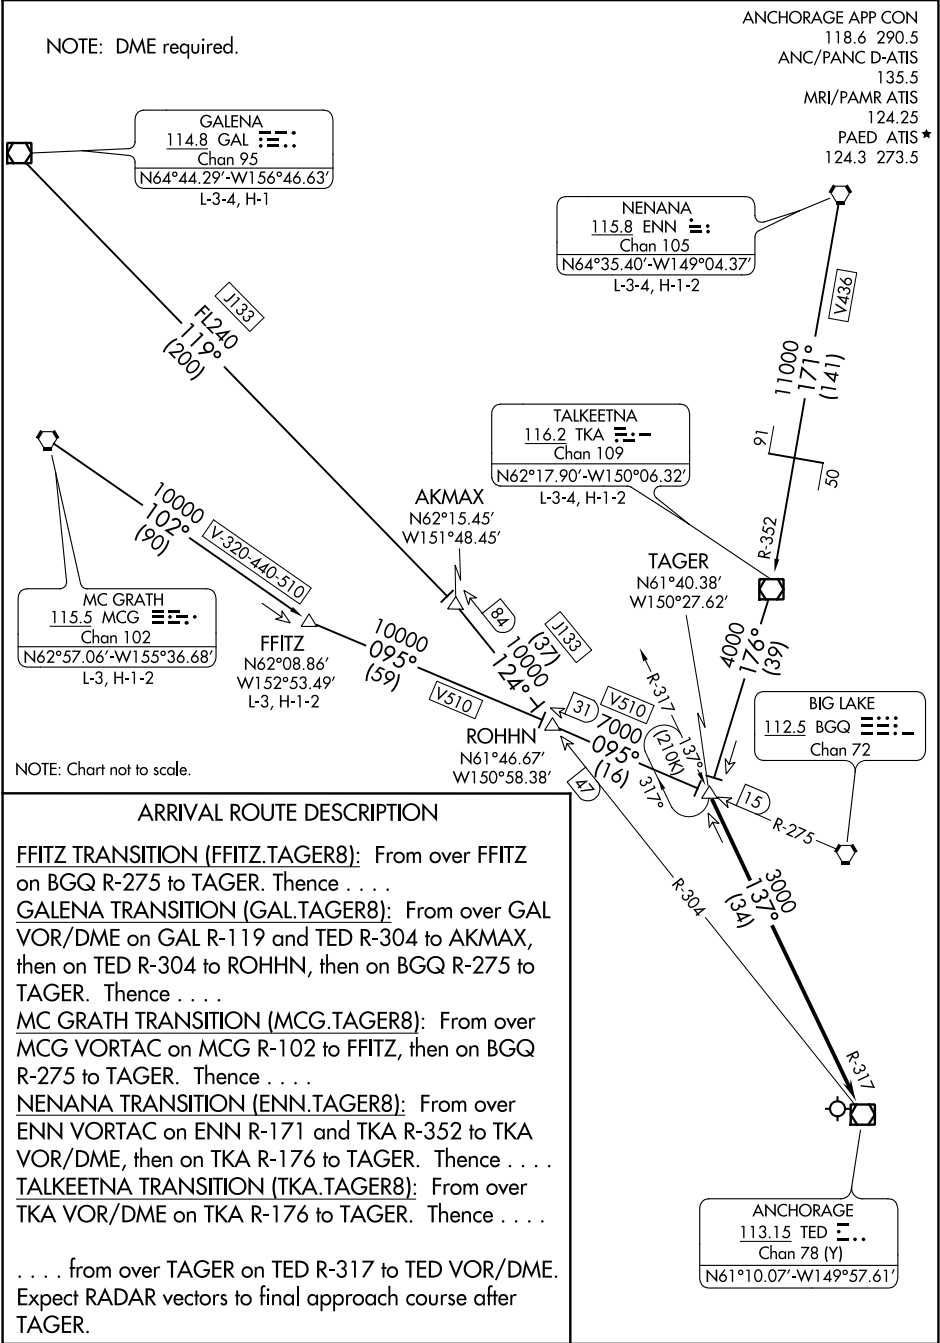 ANCHORAGE APP CON
118.6 290.5
ANC/PANC D-ATIS
135.5
MRI/PAMR ATIS
124.25
PAED ATIS★
124.3 273.5
NOTE: DME required.
GALENA
114.8 GAL
Chan 95
N64°44.29′-W156°46.63′
L-3-4, H-1
NENANA
115.8 ENN
Chan 105
N64°35.40′-W149°04.37′
L-3-4, H-1-2
J133
FL240
119°
(200)
V436
11000
171°
(141)
91
50
R-352
TALKEETNA
116.2 TKA
Chan 109
N62°17.90′-W150°06.32′
L-3-4, H-1-2
10000
102°
(90)
V-320-440-510
MC GRATH
115.5 MCG
Chan 102
N62°57.06′-W155°36.68′
L-3, H-1-2
AKMAX
N62°15.45′
W151°48.45′
TAGER
N61°40.38′
W150°27.62′
84
J133
(37)
10000
124°
FFITZ
N62°08.86′
W152°53.49′
L-3, H-1-2
10000
095°
(59)
V510
4000
176°
(39)
R-317
137°
(210K)
317°
31
V510
7000
095°
(16)
ROHHN
N61°46.67′
W150°58.38′
47
BIG LAKE
112.5 BGQ
Chan 72
15
R-275
NOTE: Chart not to scale.
R-304
3000
137°
(34)
R-317
ANCHORAGE
113.15 TED
Chan 78 (Y)
N61°10.07′-W149°57.61′
ARRIVAL ROUTE DESCRIPTION
FFITZ TRANSITION (FFITZ.TAGER8): From over FFITZ
on BGQ R-275 to TAGER. Thence . . . .
GALENA TRANSITION (GAL.TAGER8): From over GAL
VOR/DME on GAL R-119 and TED R-304 to AKMAX,
then on TED R-304 to ROHHN, then on BGQ R-275 to
TAGER. Thence . . . .
MC GRATH TRANSITION (MCG.TAGER8): From over
MCG VORTAC on MCG R-102 to FFITZ, then on BGQ
R-275 to TAGER. Thence . . . .
NENANA TRANSITION (ENN.TAGER8): From over
ENN VORTAC on ENN R-171 and TKA R-352 to TKA
VOR/DME, then on TKA R-176 to TAGER. Thence . . . .
TALKEETNA TRANSITION (TKA.TAGER8): From over
TKA VOR/DME on TKA R-176 to TAGER. Thence . . . .
. . . . from over TAGER on TED R-317 to TED VOR/DME.
Expect RADAR vectors to final approach course after
TAGER.